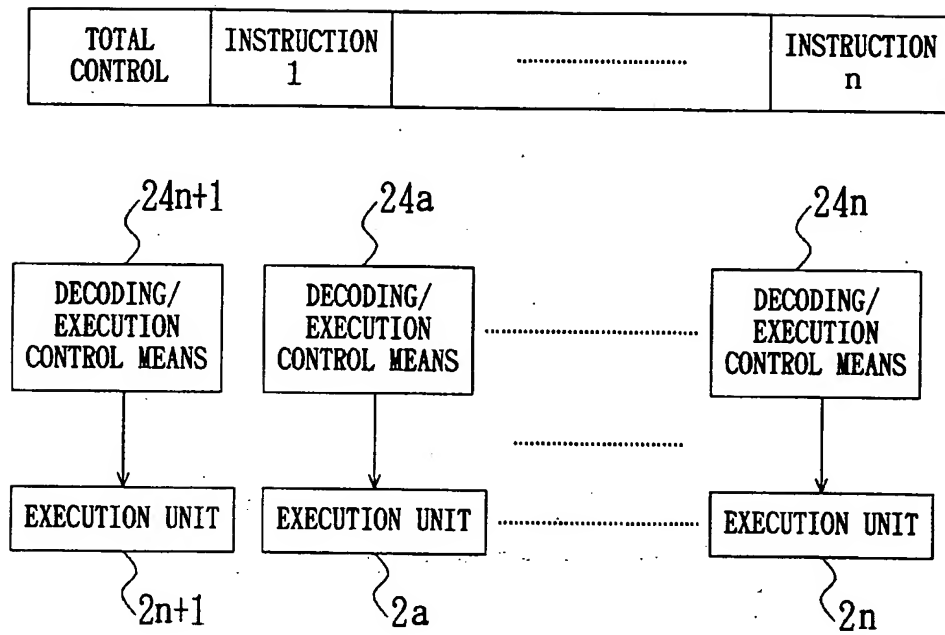 TOTAL CONTROL
INSTRUCTION 1
INSTRUCTION n
24n+1
24a
24n
DECODING/
EXECUTION
CONTROL MEANS
DECODING/
EXECUTION
CONTROL MEANS
DECODING/
EXECUTION
CONTROL MEANS
EXECUTION UNIT
EXECUTION UNIT
EXECUTION UNIT
2n+1
2a
2n